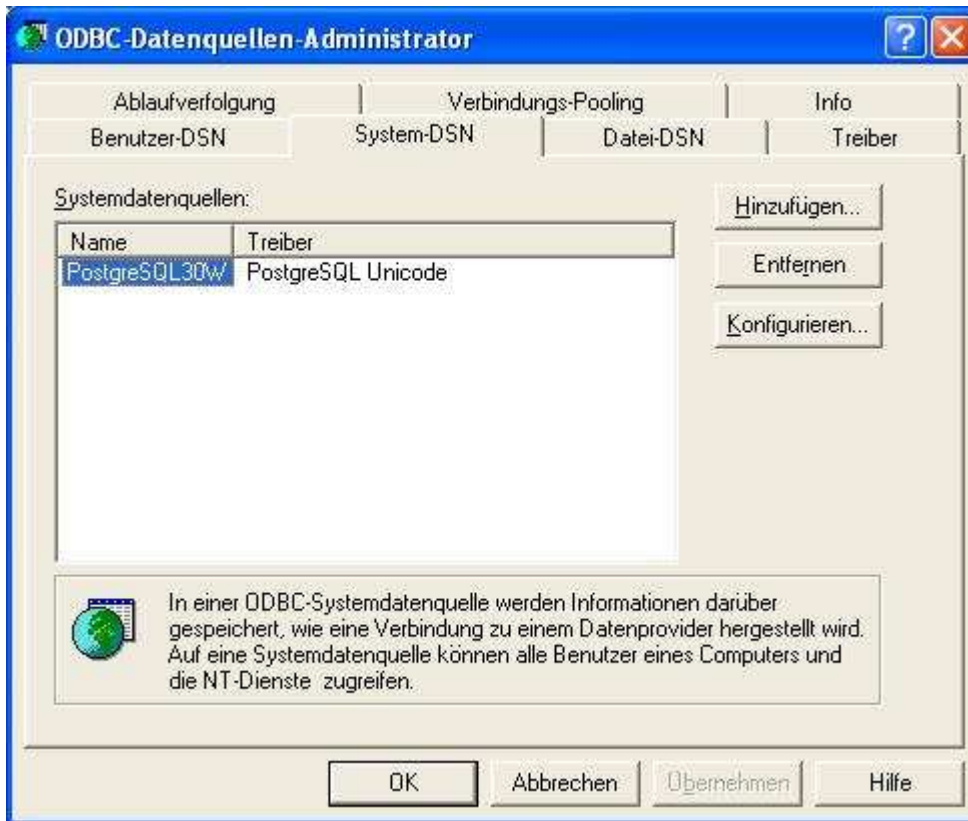 ODBC-Datenquellen-Administrator
Ablaufverfolgung Verbindungs-Pooling Info
Benutzer-DSN System-DSN Datei-DSN Treiber
Systemdatenquellen:
Name Treiber
PostgreSQL30W PostgreSQL Unicode
Hinzufügen...
Entfernen
Konfigurieren...
In einer ODBC-Systemdatenquelle werden Informationen darüber
gespeichert, wie eine Verbindung zu einem Datenprovider hergestellt wird.
Auf eine Systemdatenquelle können alle Benutzer eines Computers und
die NT-Dienste zugreifen.
OK Abbrechen Übernehmen Hilfe